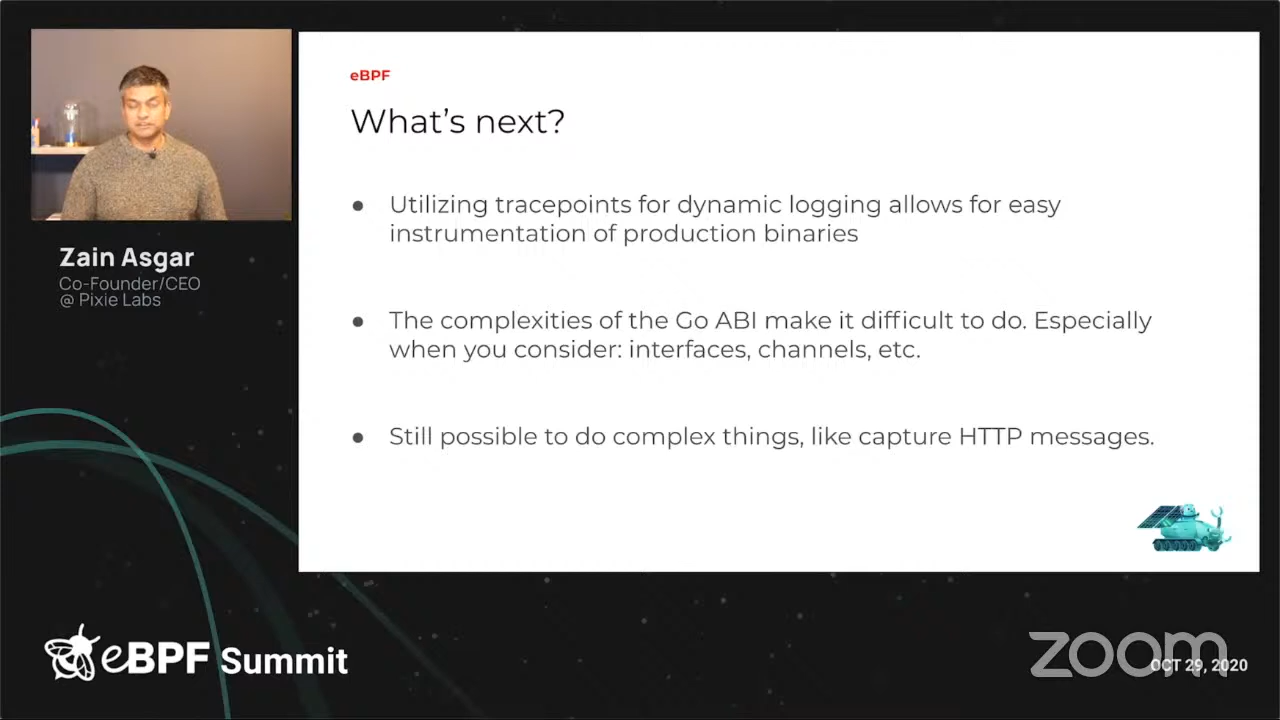 eBPF
What's next?
● Utilizing tracepoints for dynamic logging allows for easy
instrumentation of production binaries
● The complexities of the Go ABI make it difficult to do. Especially
when you consider: interfaces, channels, etc.
● Still possible to do complex things, like capture HTTP messages.
Zain Asgar
Co-Founder/CEO
@ Pixie Labs
eBPF Summit
zoom
OCT 29, 2020